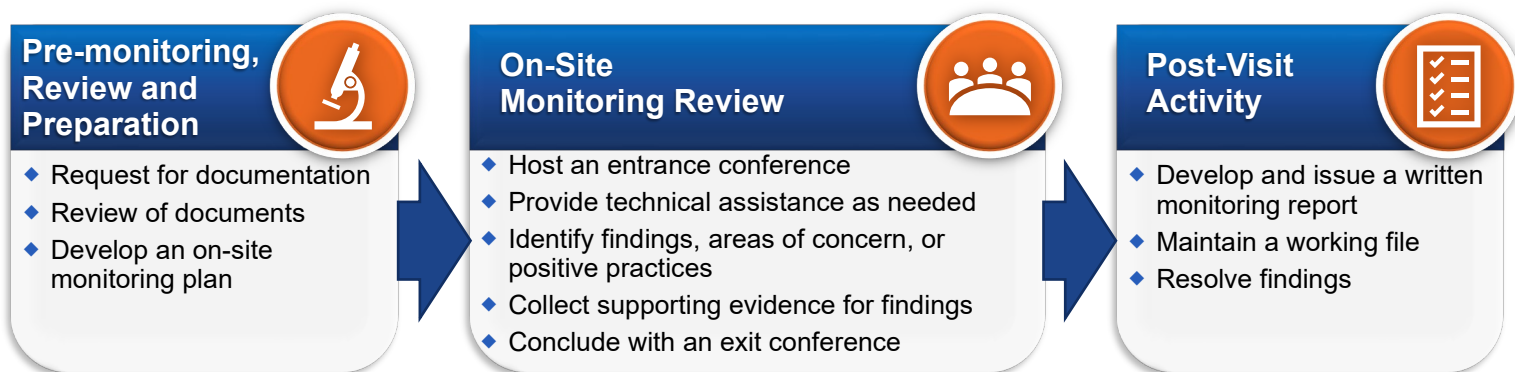 Pre-monitoring,
Review and
Preparation
◆ Request for documentation
◆ Review of documents
◆ Develop an on-site
monitoring plan
On-Site
Monitoring Review
◆ Host an entrance conference
◆ Provide technical assistance as needed
◆ Identify findings, areas of concern, or
positive practices
◆ Collect supporting evidence for findings
◆ Conclude with an exit conference
Post-Visit
Activity
◆ Develop and issue a written
monitoring report
◆ Maintain a working file
◆ Resolve findings